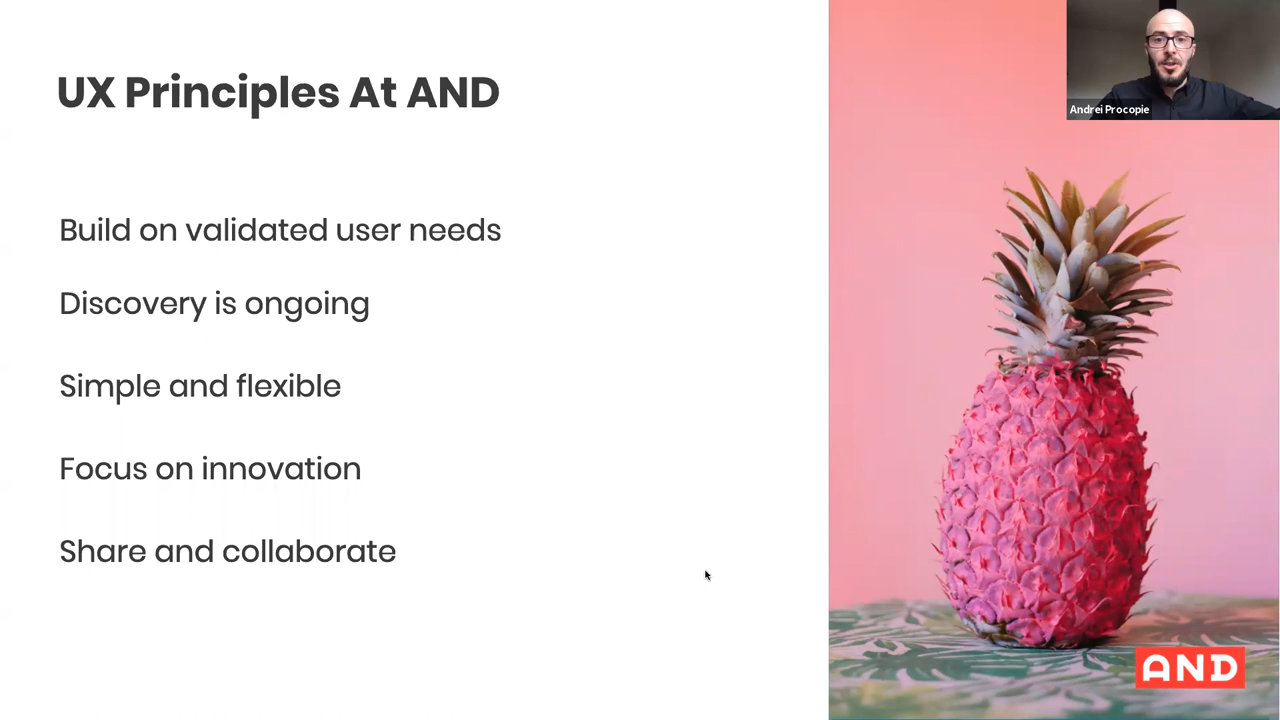 UX Principles At AND
Build on validated user needs
Discovery is ongoing
Simple and flexible
Focus on innovation
Share and collaborate
Andrei Procopie
AND